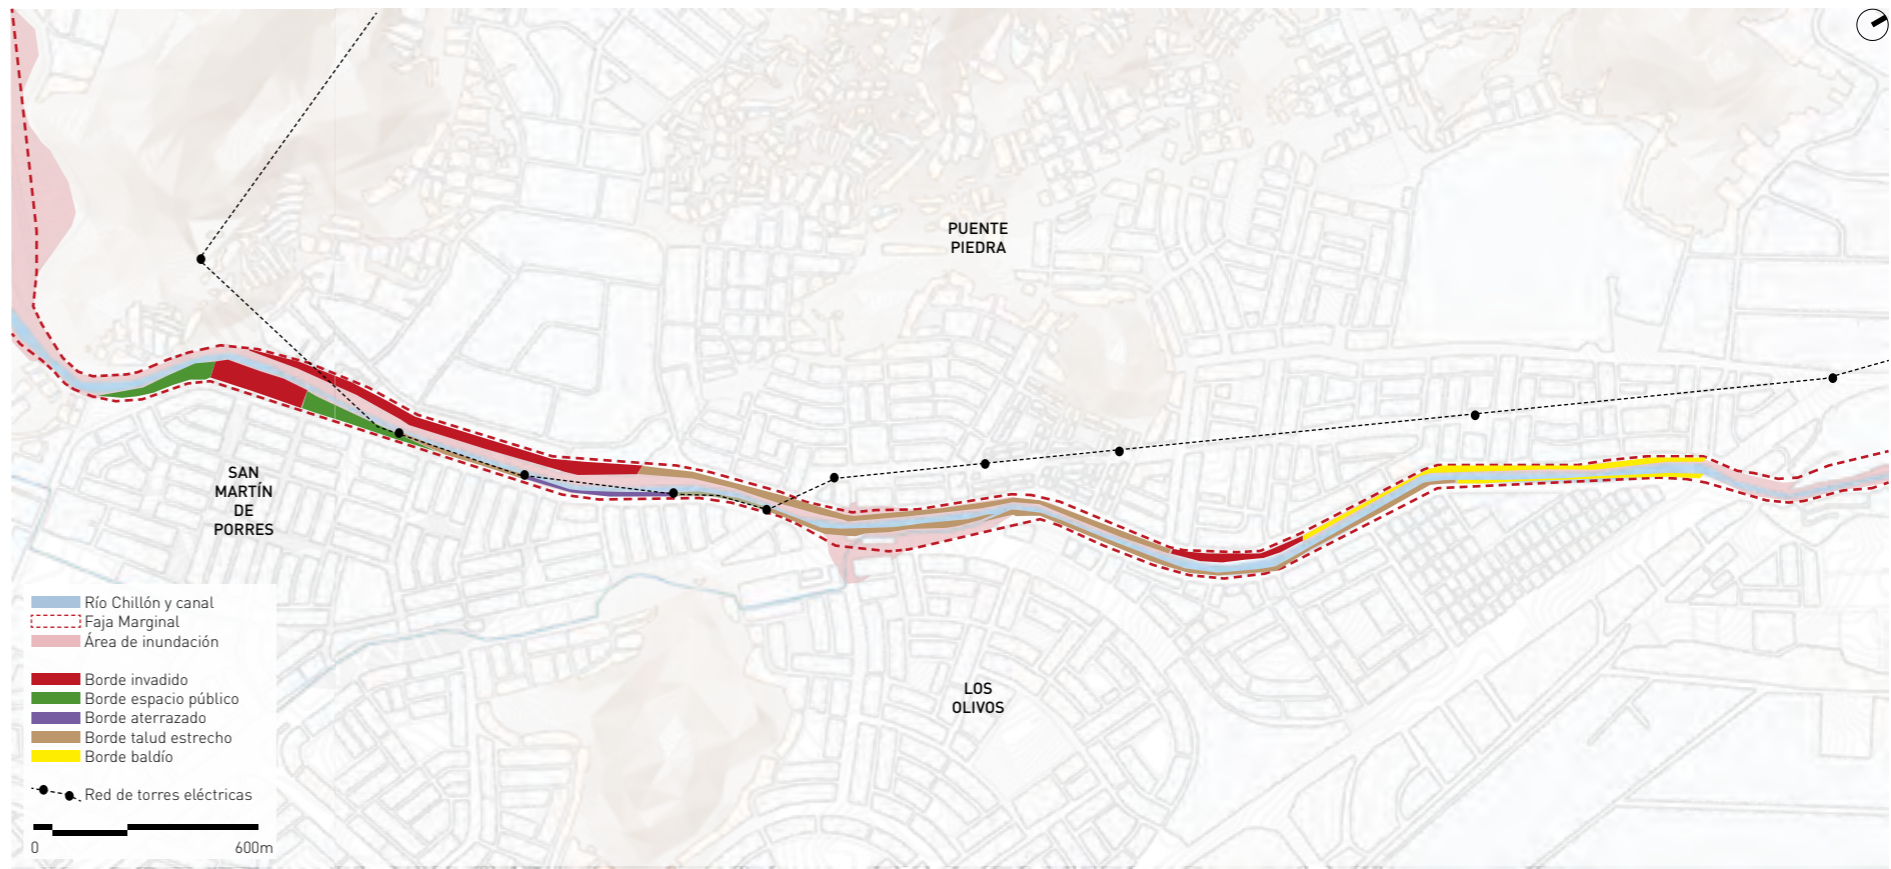 PUENTE
PIEDRA
SAN
MARTÍN
DE
PORRES
LOS
OLIVOS
Río Chillón y canal
Faja Marginal
Área de inundación
Borde invadido
Borde espacio público
Borde aterrazado
Borde talud estrecho
Borde baldío
Red de torres eléctricas
0 600m